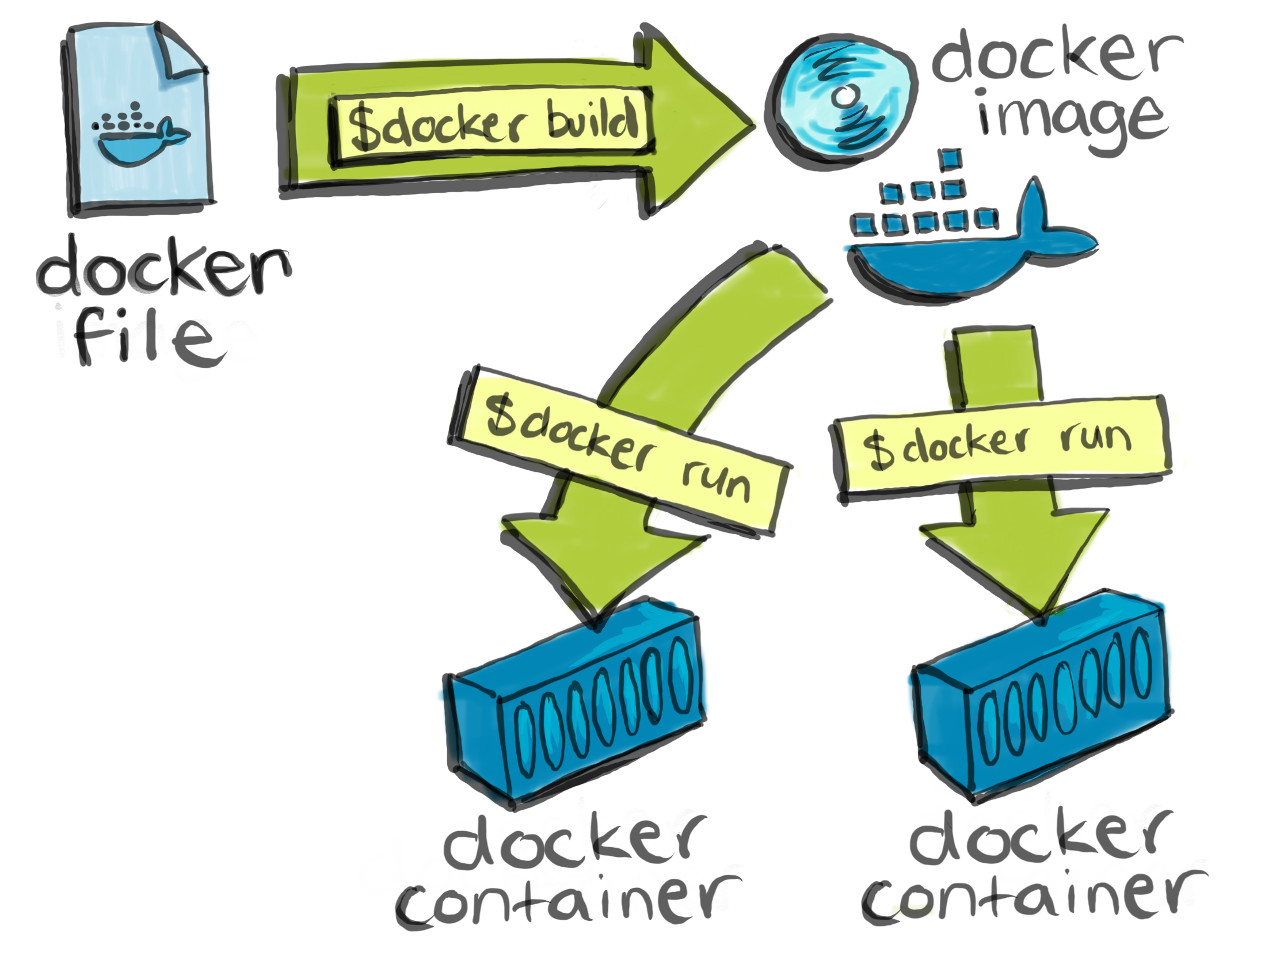 $docker build
docker
image
docker
file
$docker run
$ docker run
docker
container
docker
container